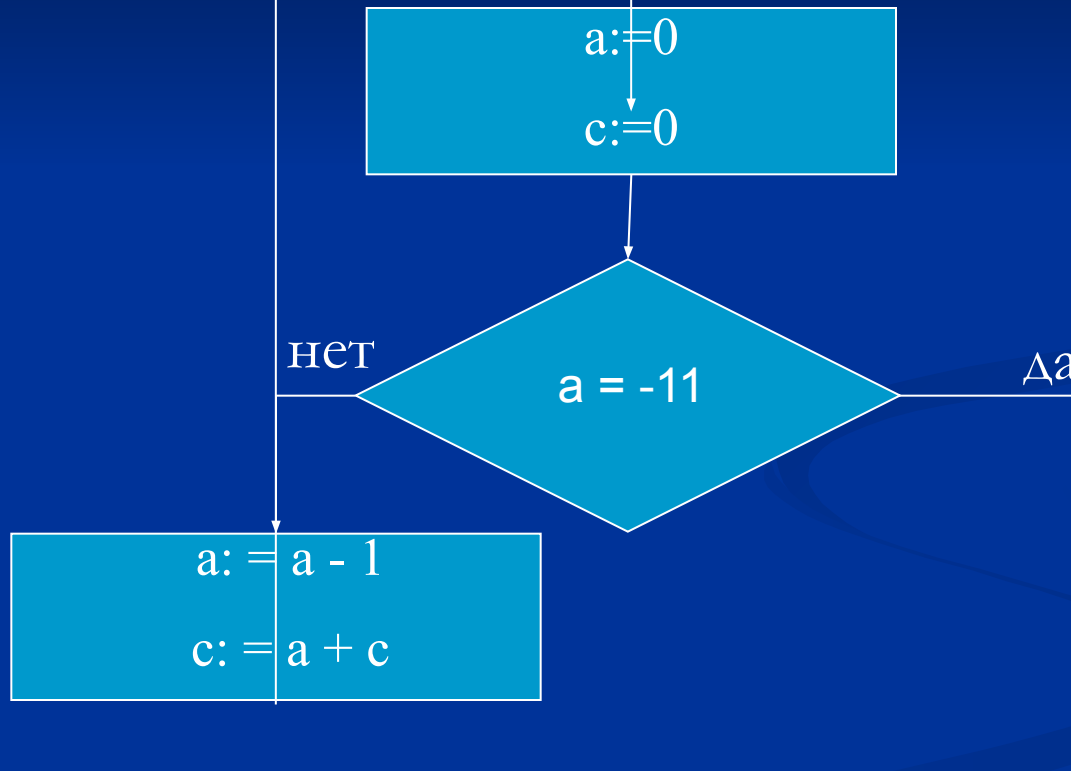 a:=0
c:=0
нет
да
a = -11
a: = a - 1
c: = a + c